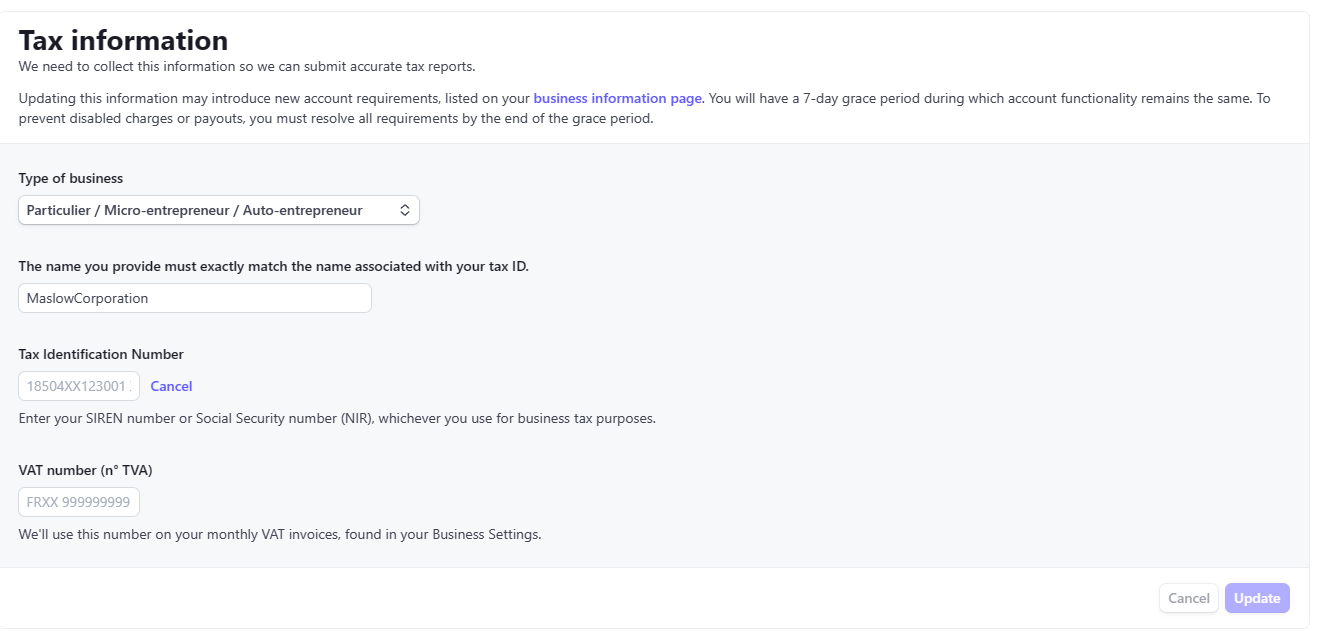 Tax information
We need to collect this information so we can submit accurate tax reports.
Updating this information may introduce new account requirements, listed on your business information page. You will have a 7-day grace period during which account functionality remains the same. To
prevent disabled charges or payouts, you must resolve all requirements by the end of the grace period.
Type of business
Particulier / Micro-entrepreneur / Auto-entrepreneur
The name you provide must exactly match the name associated with your tax ID.
MaslowCorporation
Tax Identification Number
18504XX123001 Cancel
Enter your SIREN number or Social Security number (NIR), whichever you use for business tax purposes.
VAT number (n° TVA)
FRXX 999999999
We'll use this number on your monthly VAT invoices, found in your Business Settings.
Cancel Update